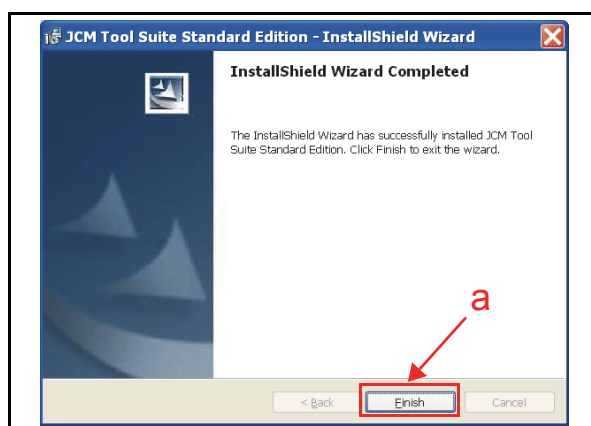 JCM Tool Suite Standard Edition - InstallShield Wizard
InstallShield Wizard Completed
The InstallShield Wizard has successfully installed JCM Tool
Suite Standard Edition. Click Finish to exit the wizard.
a
< Back Finish Cancel